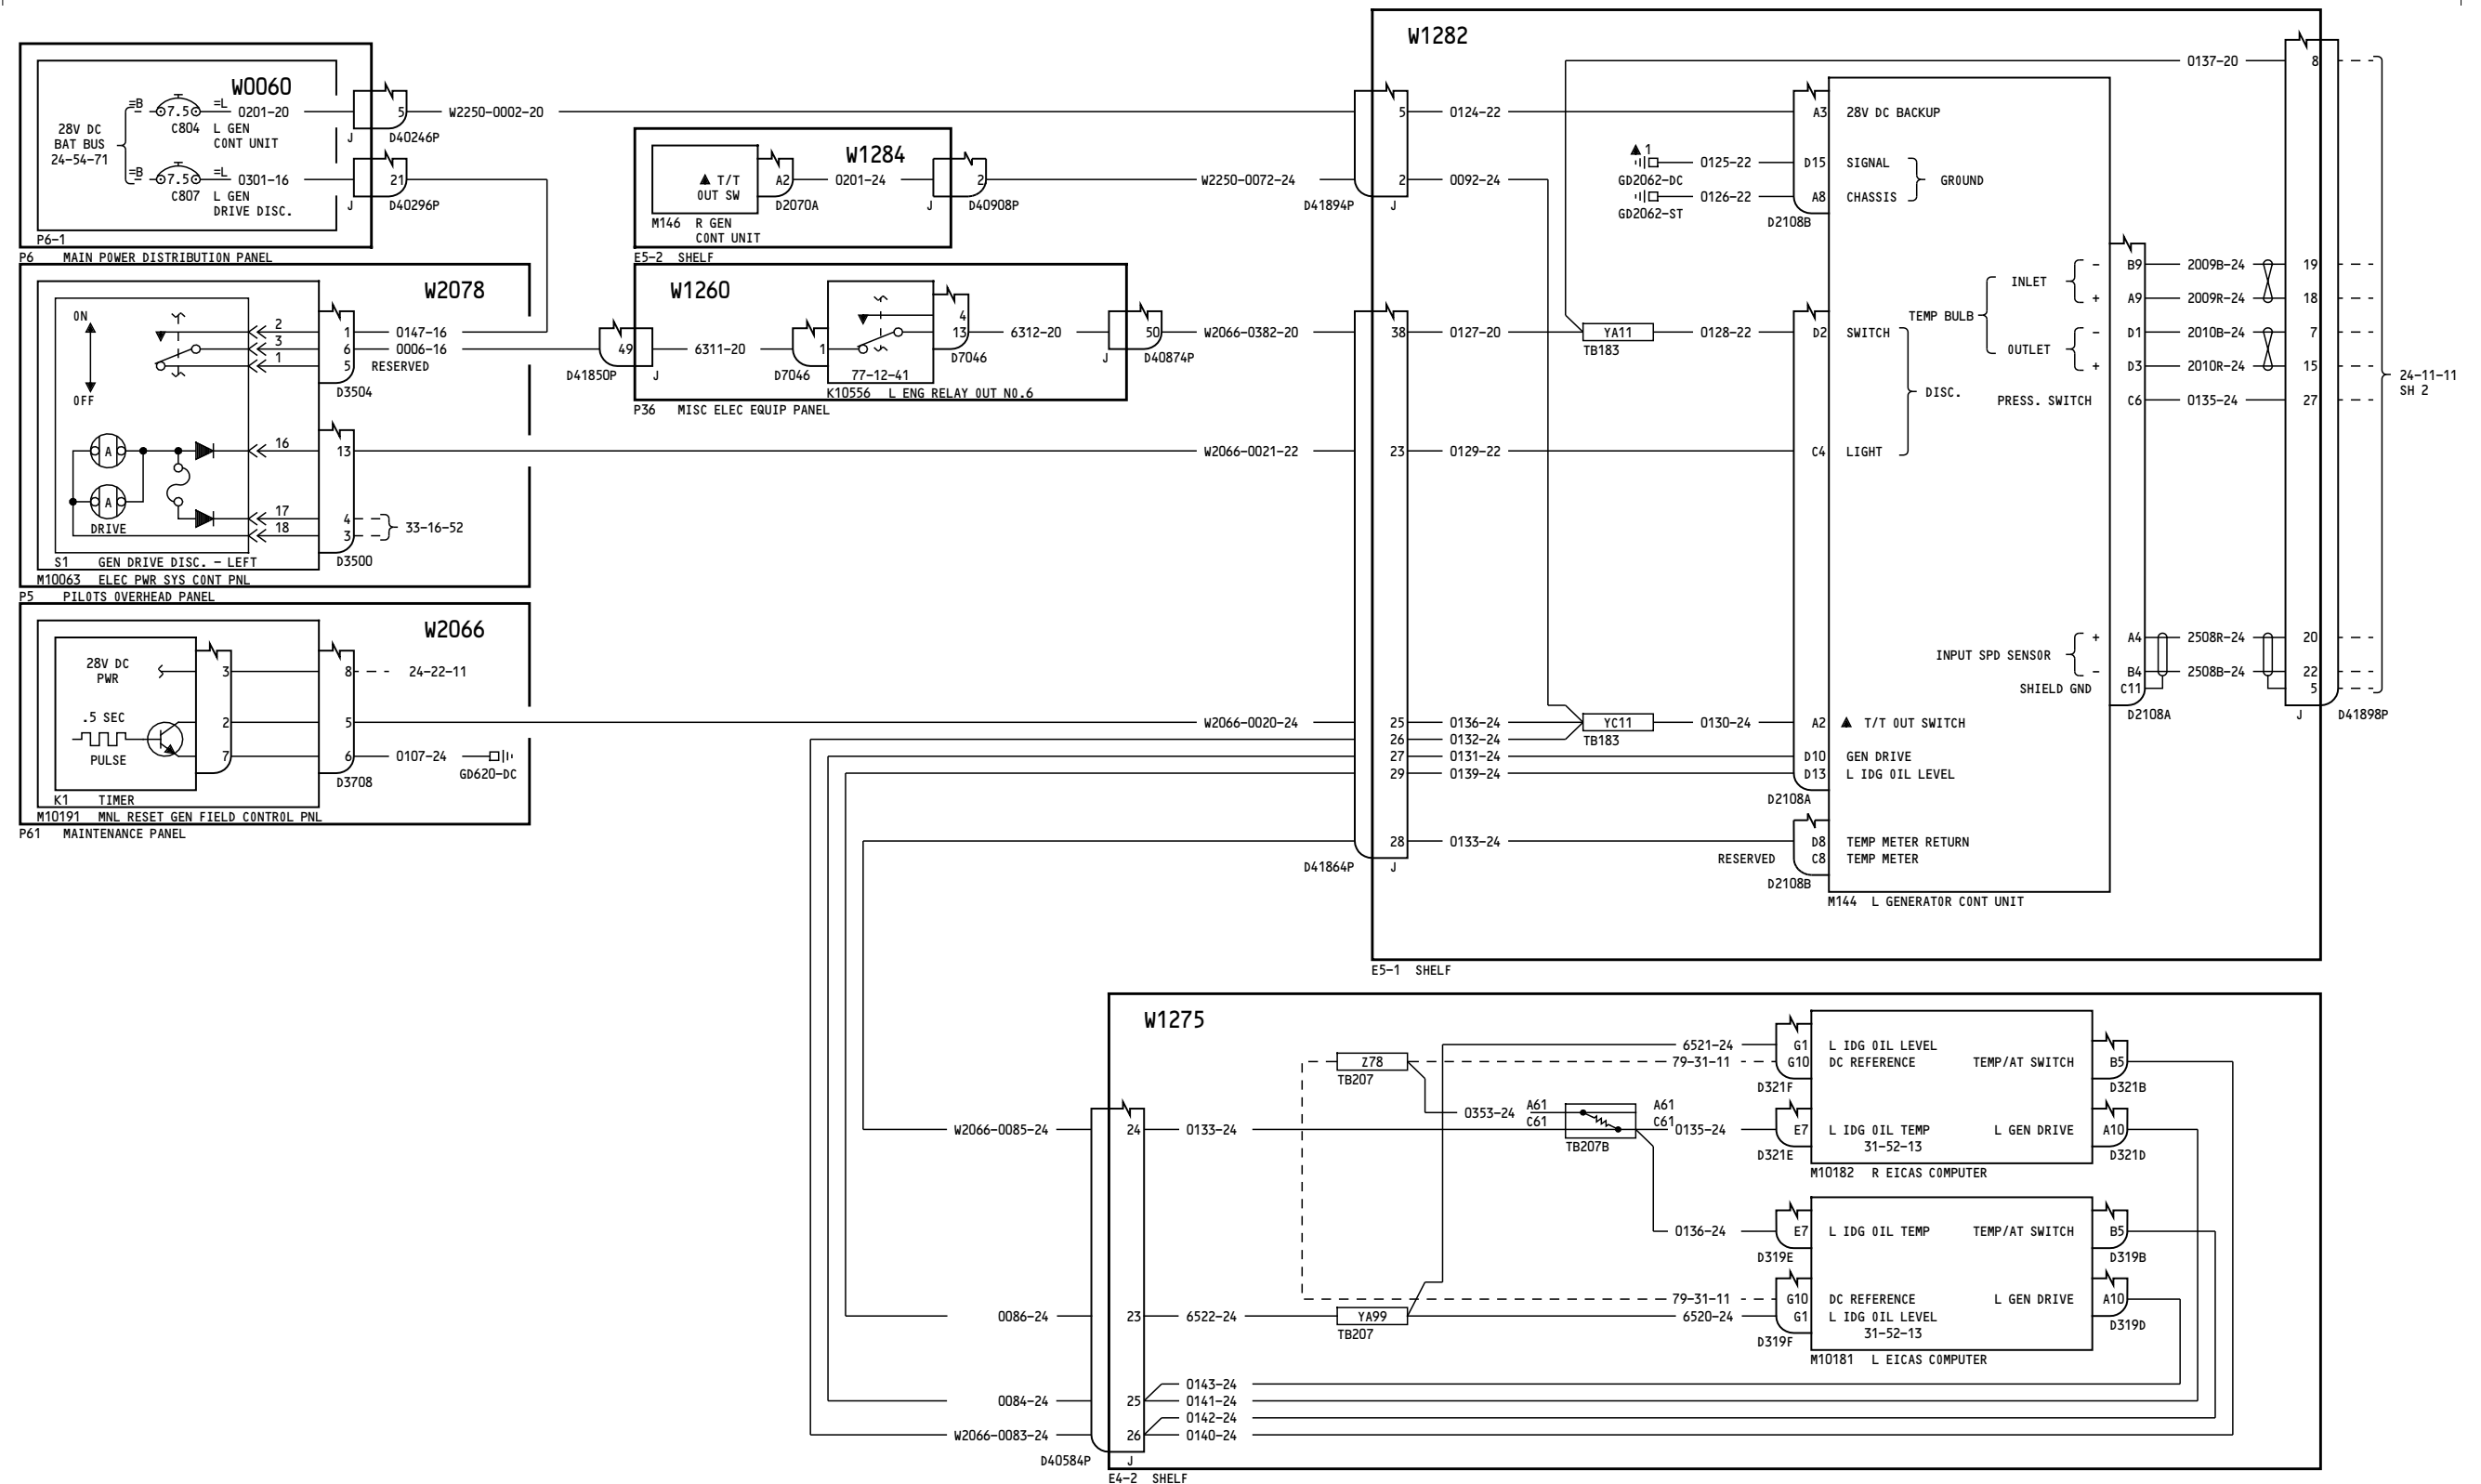 W0060
28V DC
BAT BUS
24-54-71
=B
7.5
=L
0201-20
C804
L GEN
CONT UNIT
=B
7.5
=L
0301-16
C807
L GEN
DRIVE DISC.
5
J
D40246P
21
J
D40296P
P6-1
P6 MAIN POWER DISTRIBUTION PANEL
W2250-0002-20
W2078
ON
OFF
2
3
1
1
6
5
0147-16
0006-16
RESERVED
D3504
A
A
DRIVE
16
17
18
13
4
3
33-16-52
D3500
S1 GEN DRIVE DISC. - LEFT
M10063 ELEC PWR SYS CONT PNL
P5 PILOTS OVERHEAD PANEL
W2066
28V DC
PWR
.5 SEC
PULSE
3
2
7
8
5
6
24-22-11
0107-24
GD620-DC
D3708
K1 TIMER
M10191 MNL RESET GEN FIELD CONTROL PNL
P61 MAINTENANCE PANEL
W1284
▲ T/T
OUT SW
A2
0201-24
D2070A
2
J
D40908P
M146 R GEN
CONT UNIT
E5-2 SHELF
W2250-0072-24
W1260
49
D41850P
J
6311-20
1
D7046
4
13
D7046
77-12-41
6312-20
50
J
D40874P
K10556 L ENG RELAY OUT NO.6
P36 MISC ELEC EQUIP PANEL
W2066-0382-20
W2066-0021-22
W2066-0020-24
W1282
5
0124-22
2
0092-24
D41894P
J
0137-20
8
A3
28V DC BACKUP
▲ 1
GD2062-DC
0125-22
D15
SIGNAL
GD2062-ST
0126-22
A8
CHASSIS
GROUND
D2108B
38
0127-20
YA11
TB183
0128-22
D2
SWITCH
DISC.
23
0129-22
C4
LIGHT
TEMP BULB
INLET
-
+
OUTLET
-
+
B9
2009B-24
19
A9
2009R-24
18
D1
2010B-24
7
D3
2010R-24
15
PRESS. SWITCH
C6
0135-24
27
24-11-11
SH 2
INPUT SPD SENSOR
+
-
A4
2508R-24
20
B4
2508B-24
22
SHIELD GND
C11
5
D2108A
J
D41898P
25
0136-24
YC11
TB183
0130-24
A2
▲ T/T OUT SWITCH
26
0132-24
27
0131-24
D10
GEN DRIVE
29
0139-24
D13
L IDG OIL LEVEL
D2108A
28
0133-24
D8
TEMP METER RETURN
RESERVED
C8
TEMP METER
D2108B
D41864P
J
M144 L GENERATOR CONT UNIT
E5-1 SHELF
W1275
Z78
TB207
6521-24
G1
L IDG OIL LEVEL
79-31-11
G10
DC REFERENCE
TEMP/AT SWITCH
B5
D321F
D321B
0353-24
A61
C61
A61
C61
TB207B
W2066-0085-24
24
0133-24
0135-24
E7
L IDG OIL TEMP
31-52-13
L GEN DRIVE
A10
D321E
D321D
M10182 R EICAS COMPUTER
0136-24
E7
L IDG OIL TEMP
TEMP/AT SWITCH
B5
D319E
D319B
79-31-11
G10
DC REFERENCE
L GEN DRIVE
A10
0086-24
23
6522-24
YA99
TB207
6520-24
G1
L IDG OIL LEVEL
31-52-13
D319F
D319D
M10181 L EICAS COMPUTER
0143-24
0084-24
25
0141-24
0142-24
W2066-0083-24
26
0140-24
D40584P
J
E4-2 SHELF